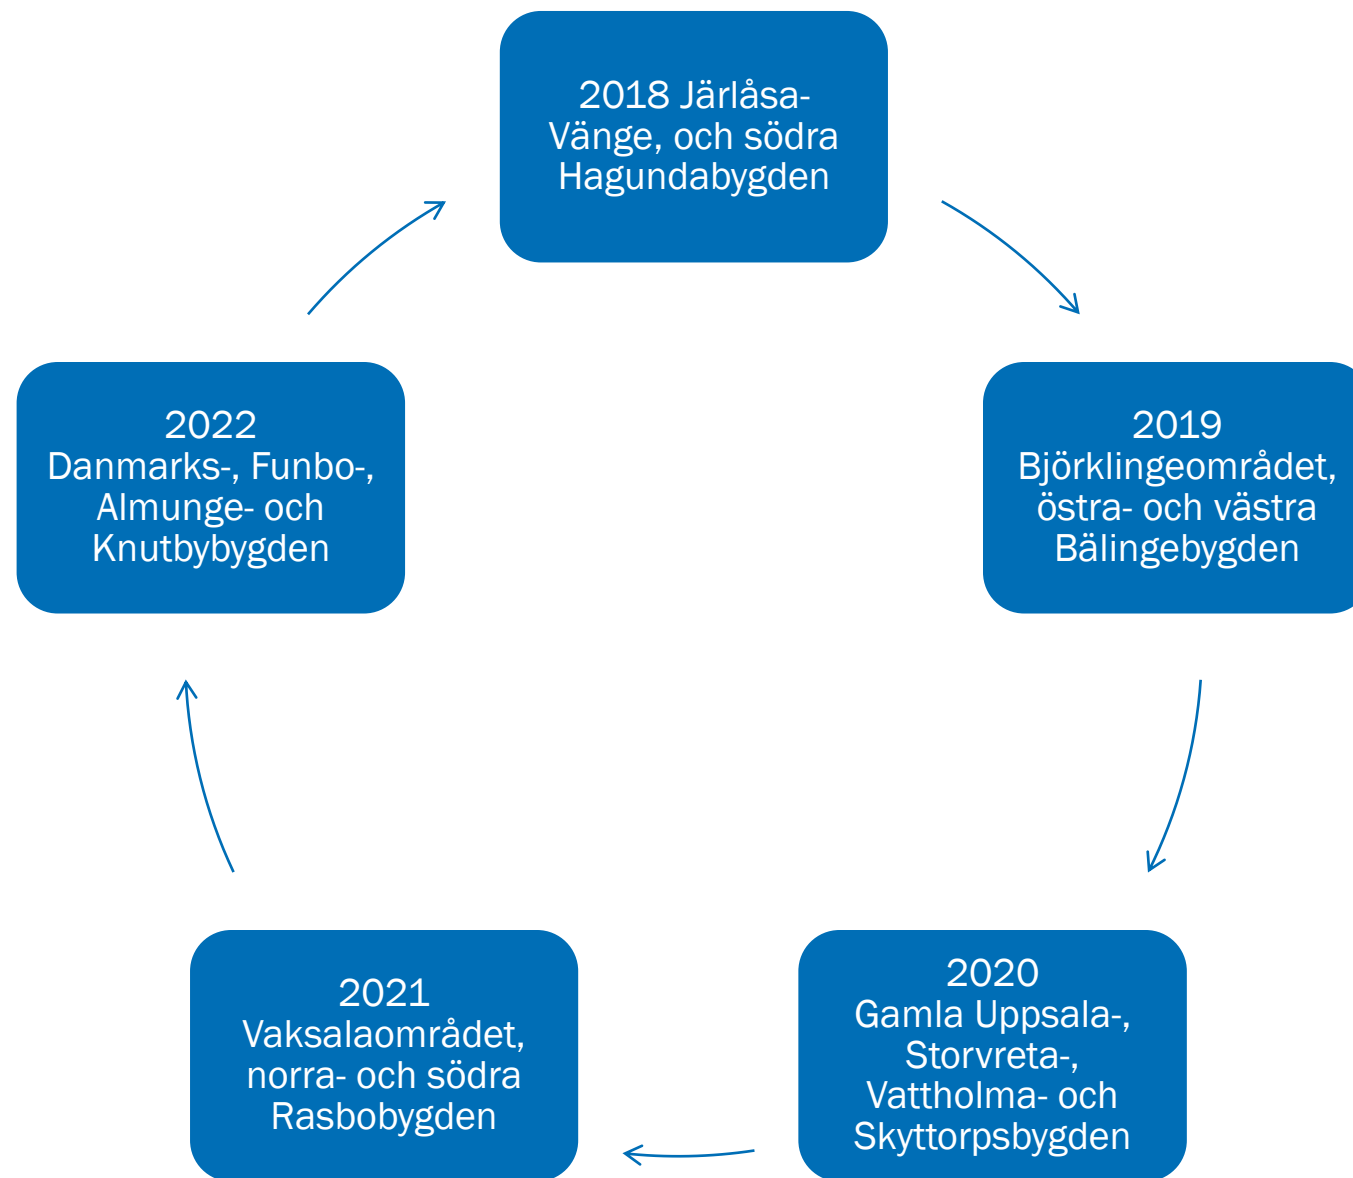 2018 Järlåsa-
Vänge, och södra
Hagundabygden
2019
Björklingeområdet,
östra- och västra
Bälingebygden
2020
Gamla Uppsala-,
Storvreta-,
Vattholma- och
Skyttorpsbygden
2021
Vaksalaområdet,
norra- och södra
Rasbobygden
2022
Danmarks-, Funbo-,
Almunge- och
Knutbybygden